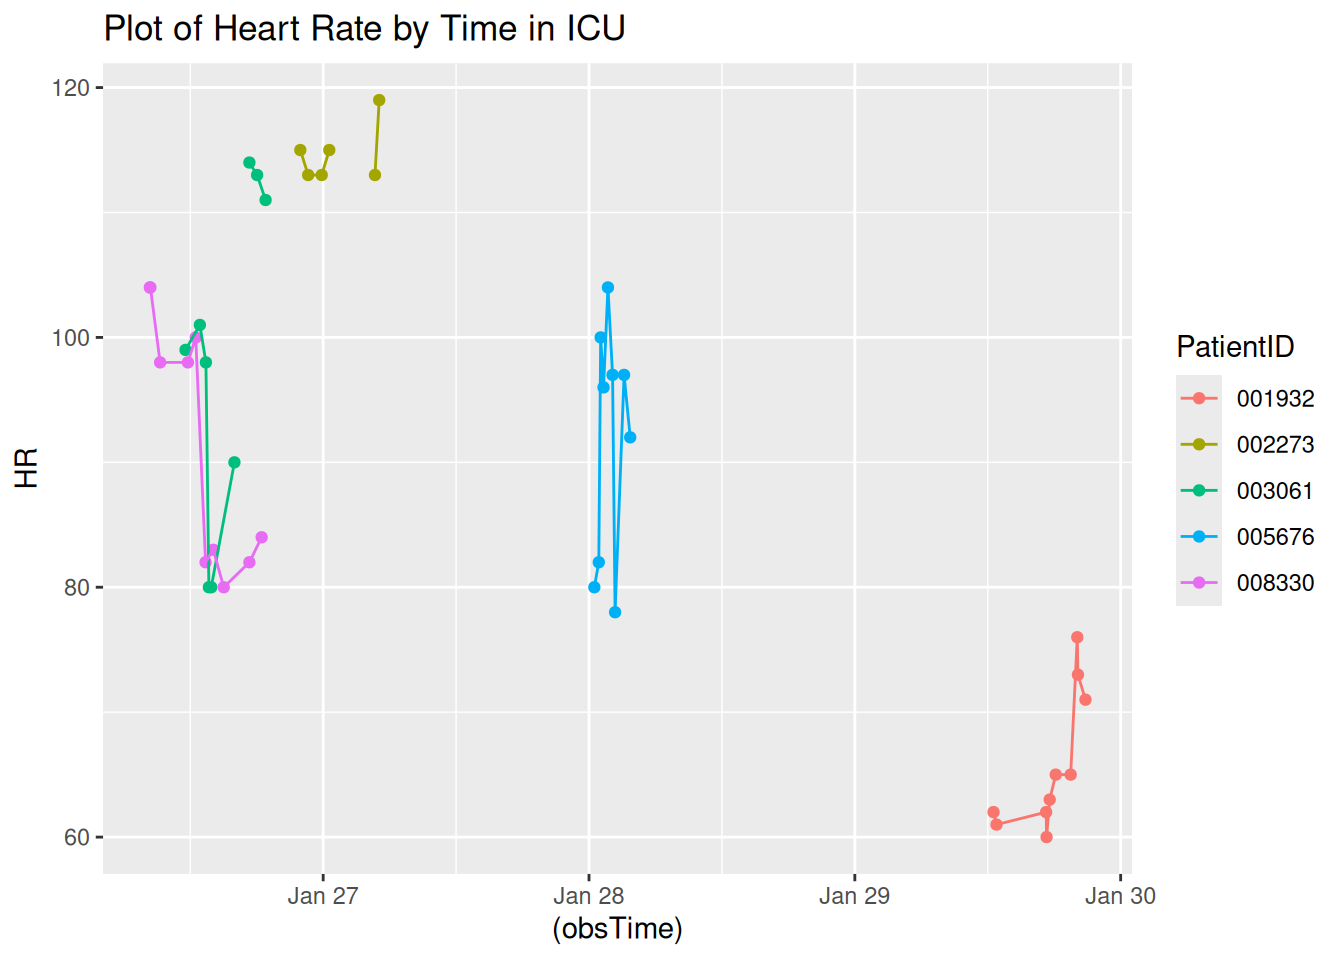 Plot of Heart Rate by Time in ICU
120
100
80
60
HR
Jan 27
Jan 28
Jan 29
Jan 30
(obsTime)
PatientID
001932
002273
003061
005676
008330